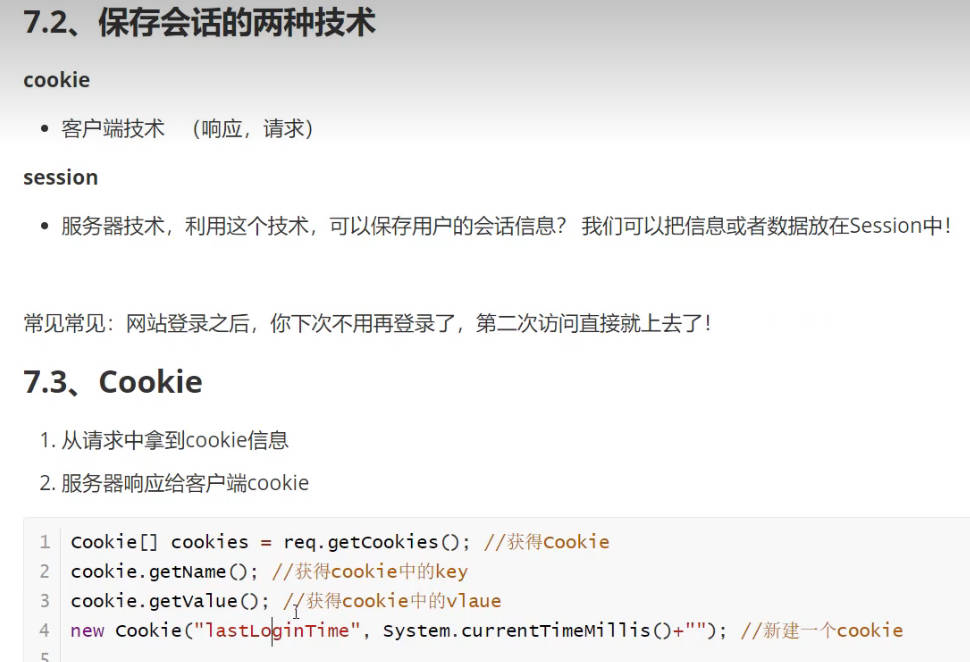 7.2、保存会话的两种技术
cookie
• 客户端技术 （响应，请求）
session
• 服务器技术，利用这个技术，可以保存用户的会话信息？ 我们可以把信息或者数据放在Session中！
常见常见：网站登录之后，你下次不用再登录了，第二次访问直接就上去了！
7.3、Cookie
1. 从请求中拿到cookie信息
2. 服务器响应给客户端cookie
1 Cookie[] cookies = req.getCookies(); //获得Cookie
2 cookie.getName(); //获得cookie中的key
3 cookie.getValue(); //获得cookie中的vlaue
4 new Cookie("lastLoginTime", System.currentTimeMillis()+""); //新建一个cookie
5